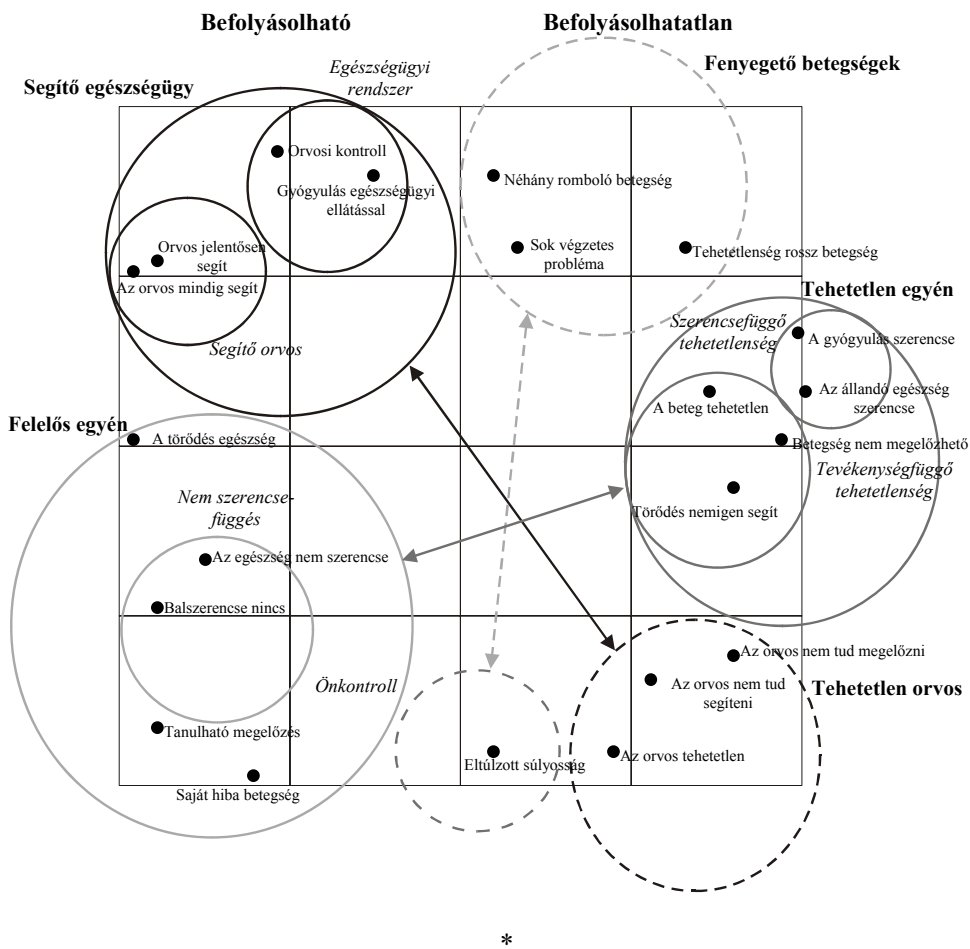 Befolyásolható
Befolyásolhatatlan
Fenyegető betegségek
Egészségügyi
rendszer
Segítő egészségügy
Orvosi kontroll
Gyógyulás egészségügyi
ellátással
Néhány romboló betegség
Orvos jelentősen
segít
Az orvos mindig segít
Sok végzetes
probléma
Tehetetlenség rossz betegség
Tehetetlen egyén
Segítő orvos
Szerencsefüggő
tehetetlenség
A gyógyulás szerencse
A beteg tehetetlen
Az állandó egészség
szerencse
Felelős egyén
A törődés egészség
Betegség nem megelőzhető
Tevékenységfüggő
tehetetlenség
Nem szerencse-
függés
Törődés nemigen segít
Az egészség nem szerencse
Balszerencse nincs
Az orvos nem tud megelőzni
Önkontroll
Az orvos nem tud
segíteni
Tehetetlen orvos
Tanulható megelőzés
Eltúlzott súlyosság
Az orvos tehetetlen
Saját hiba betegség
*